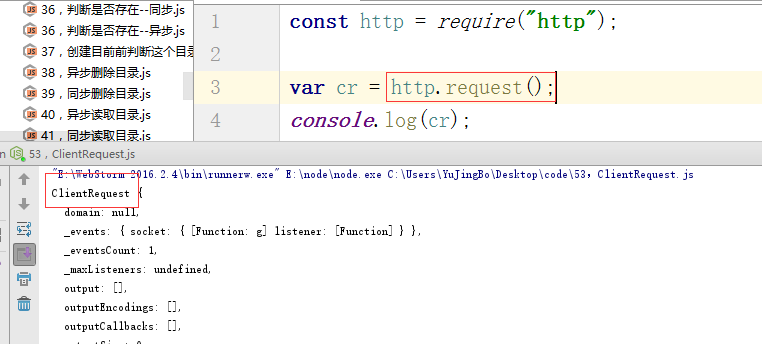 36，判断是否存在--同步.js
36，判断是否存在--异步.js
37，创建目前前判断这个目录
38，异步删除目录.js
39，同步删除目录.js
40，异步读取目录.js
41，同步读取目录.js
1 const http = require("http");
2
3 var cr = http.request();
4 console.log(cr);
n 53，ClientRequest.js
"E:\WebStorm 2016.2.4\bin\runnerw.exe" E:\node\node.exe C:\Users\YuJingBo\Desktop\code\53，ClientRequest.js
ClientRequest {
domain: null,
_events: { socket: { [Function: g] listener: [Function] } },
_eventsCount: 1,
_maxListeners: undefined,
output: [],
outputEncodings: [],
outputCallbacks: [],